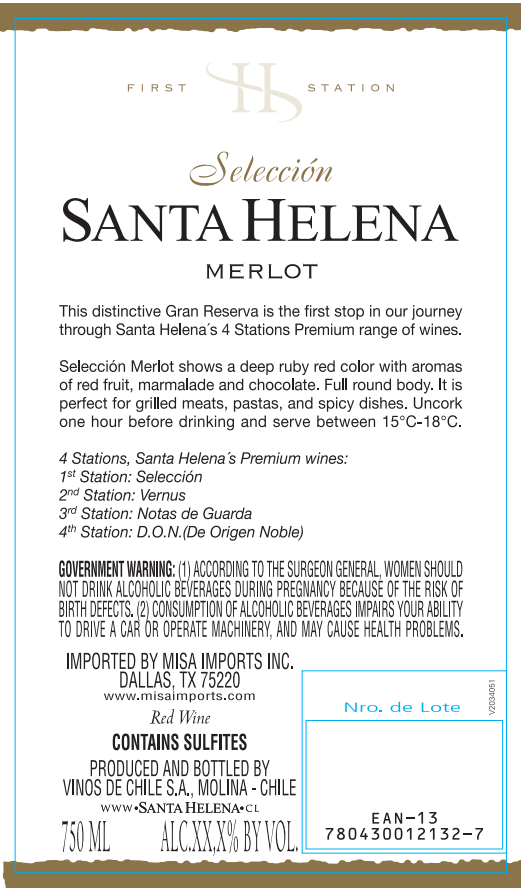 FIRST STATION
Selección
SANTA HELENA
MERLOT
This distinctive Gran Reserva is the first stop in our journey
through Santa Helena´s 4 Stations Premium range of wines.
Selección Merlot shows a deep ruby red color with aromas
of red fruit, marmalade and chocolate. Full round body. It is
perfect for grilled meats, pastas, and spicy dishes. Uncork
one hour before drinking and serve between 15°C-18°C.
4 Stations, Santa Helena´s Premium wines:
1st Station: Selección
2nd Station: Vernus
3rd Station: Notas de Guarda
4th Station: D.O.N.(De Origen Noble)
GOVERNMENT WARNING: (1) ACCORDING TO THE SURGEON GENERAL, WOMEN SHOULD
NOT DRINK ALCOHOLIC BEVERAGES DURING PREGNANCY BECAUSE OF THE RISK OF
BIRTH DEFECTS. (2) CONSUMPTION OF ALCOHOLIC BEVERAGES IMPAIRS YOUR ABILITY
TO DRIVE A CAR OR OPERATE MACHINERY, AND MAY CAUSE HEALTH PROBLEMS.
IMPORTED BY MISA IMPORTS INC.
DALLAS, TX 75220
www.misaimports.com
Red Wine
CONTAINS SULFITES
PRODUCED AND BOTTLED BY
VINOS DE CHILE S.A., MOLINA - CHILE
WWW•SANTA HELENA•CL
750 ML ALC.XX,X% BY VOL.
Nro. de Lote
V2034051
EAN-13
780430012132-7